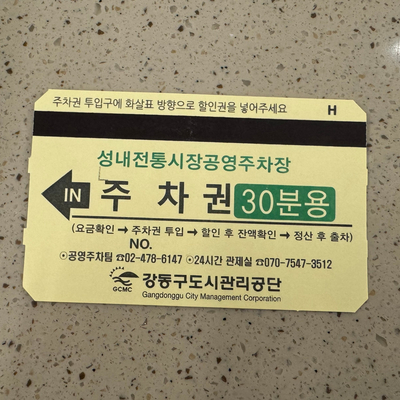 주차권 투입구에 화살표 방향으로 할인권을 넣어주세요 H
성내전통시장공영주차장
IN 주 차 권 30분용
(요금확인 → 주차권 투입 → 할인 후 잔액확인 → 정산 후 출차)
NO.
○공영주차팀 ☎02-478-6147 ○24시간 관제실 ☎070-7547-3512
GCMC 강동구도시관리공단
Gangdonggu City Management Corporation